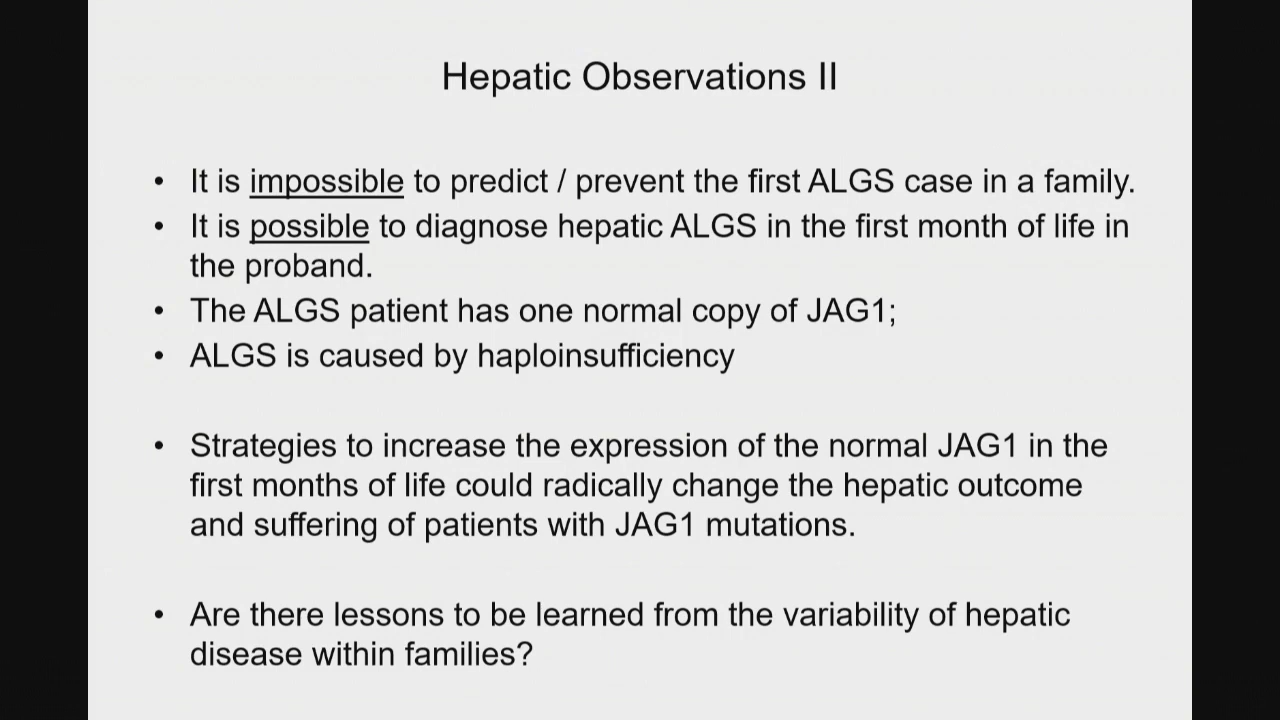 Hepatic Observations II
• It is impossible to predict / prevent the first ALGS case in a family.
• It is possible to diagnose hepatic ALGS in the first month of life in
the proband.
• The ALGS patient has one normal copy of JAG1;
• ALGS is caused by haploinsufficiency
• Strategies to increase the expression of the normal JAG1 in the
first months of life could radically change the hepatic outcome
and suffering of patients with JAG1 mutations.
• Are there lessons to be learned from the variability of hepatic
disease within families?